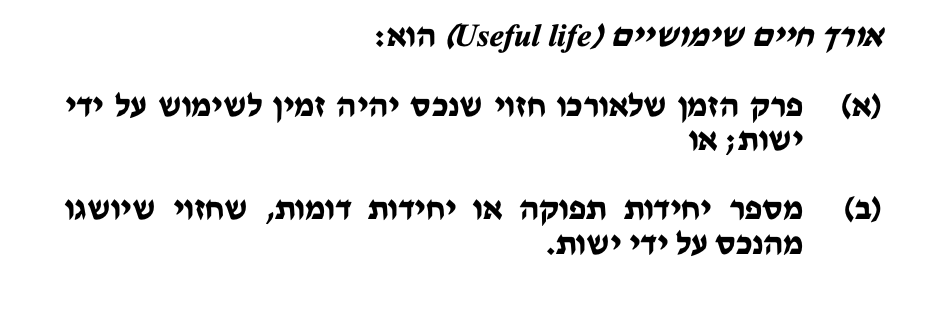 אורך חיים שימושיים (Useful life) הוא:
(א) פרק הזמן שלאורכו חזוי שנכס יהיה זמין לשימוש על ידי
ישות; או
(ב) מספר יחידות תפוקה או יחידות דומות, שחזוי שיושגו
מהנכס על ידי ישות.